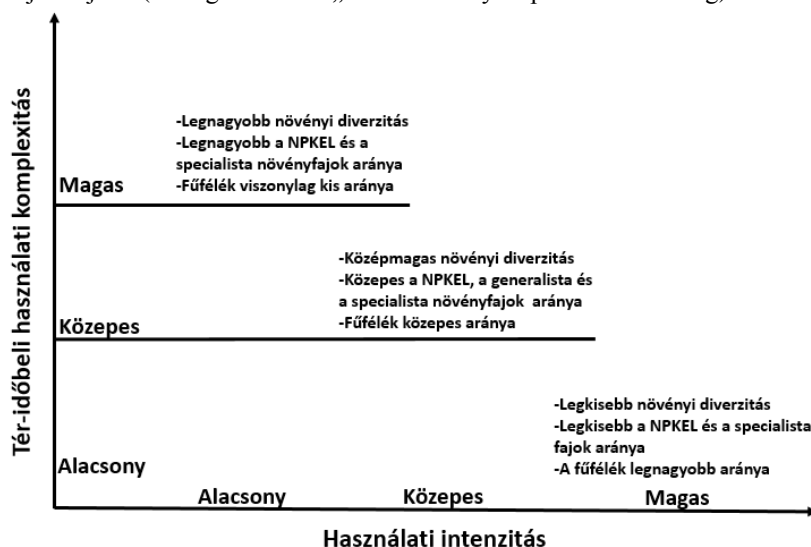 Tér-időbeli használati komplexitás
-Legnagyobb növényi diverzitás
-Legnagyobb a NPKEL és a
specialista növényfajok aránya
-Fűfélék viszonylag kis aránya
Magas
-Középmagas növényi diverzitás
-Közepes a NPKEL, a generalista és
a specialista növényfajok aránya
-Fűfélék közepes aránya
Közepes
-Legkisebb növényi diverzitás
-Legkisebb a NPKEL és a specialista
fajok aránya
-A fűfélék legnagyobb aránya
Alacsony
Alacsony Közepes Magas
Használati intenzitás